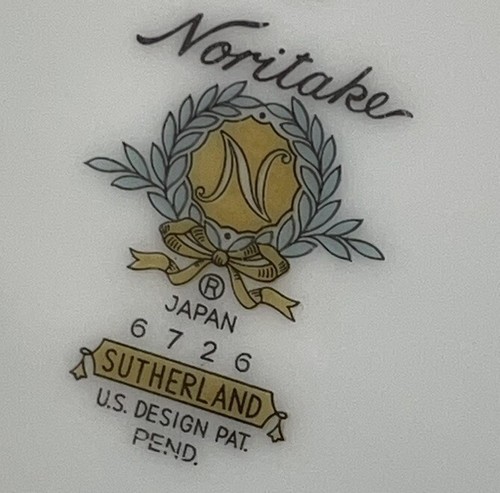 Noritake
N
®
JAPAN
6726
SUTHERLAND
U.S. DESIGN PAT.
PEND.